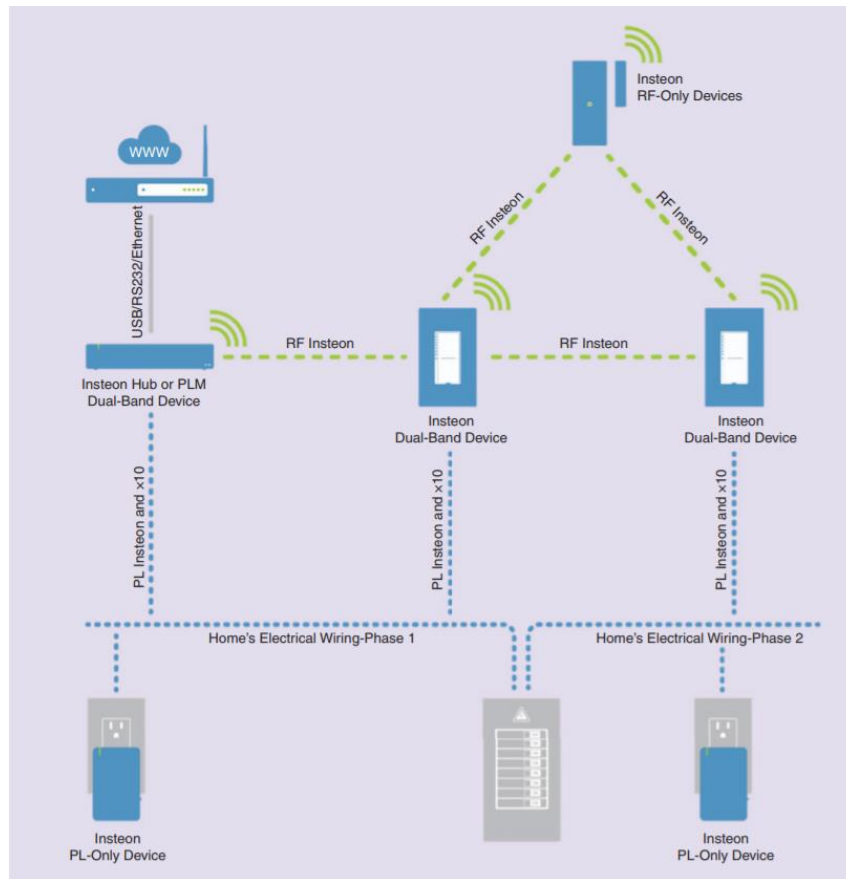 Insteon
RF-Only Devices
WWW
USB/RS232/Ethernet
RF Insteon
RF Insteon
RF Insteon
RF Insteon
Insteon Hub or PLM
Dual-Band Device
Insteon
Dual-Band Device
Insteon
Dual-Band Device
PL Insteon and ×10
PL Insteon and ×10
PL Insteon and ×10
Home's Electrical Wiring-Phase 1
Home's Electrical Wiring-Phase 2
Insteon
PL-Only Device
Insteon
PL-Only Device